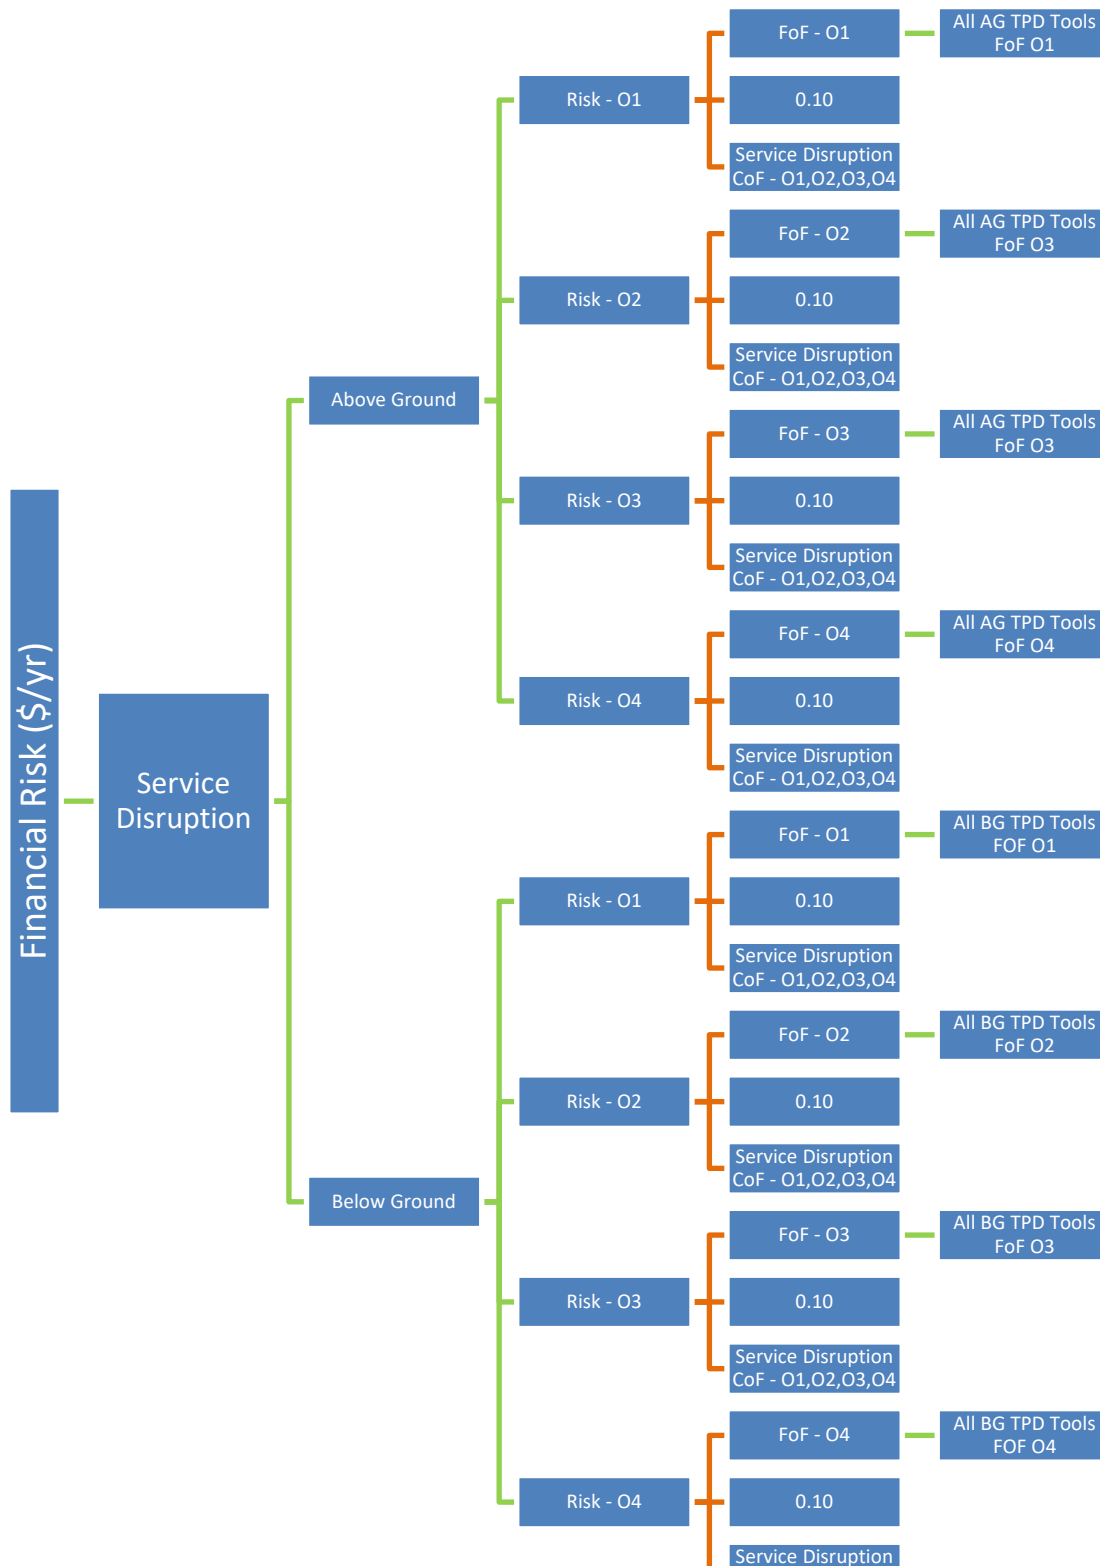 Financial Risk ($/yr)
Service
Disruption
Above Ground
Risk - O1
FoF - O1
All AG TPD Tools
FoF O1
0.10
Service Disruption
CoF - O1,O2,O3,O4
Risk - O2
FoF - O2
All AG TPD Tools
FoF O3
0.10
Service Disruption
CoF - O1,O2,O3,O4
Risk - O3
FoF - O3
All AG TPD Tools
FoF O3
0.10
Service Disruption
CoF - O1,O2,O3,O4
Risk - O4
FoF - O4
All AG TPD Tools
FoF O4
0.10
Service Disruption
CoF - O1,O2,O3,O4
Below Ground
Risk - O1
FoF - O1
All BG TPD Tools
FOF O1
0.10
Service Disruption
CoF - O1,O2,O3,O4
Risk - O2
FoF - O2
All BG TPD Tools
FoF O2
0.10
Service Disruption
CoF - O1,O2,O3,O4
Risk - O3
FoF - O3
All BG TPD Tools
FoF O3
0.10
Service Disruption
CoF - O1,O2,O3,O4
Risk - O4
FoF - O4
All BG TPD Tools
FOF O4
0.10
Service Disruption